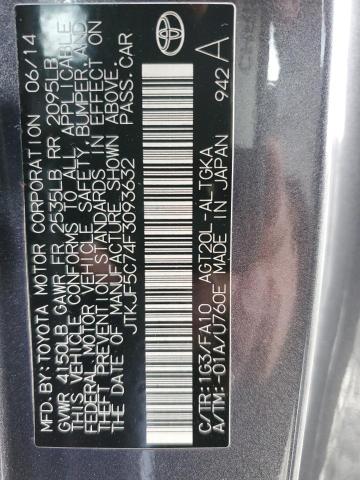 MFD.BY:TOYOTA MOTOR CORPORATION 06/14
GVWR 4150LB GAWR FR 2535LB RR 2095LB
THIS VEHICLE CONFORMS TO ALL APPLICABLE
FEDERAL MOTOR VEHICLE SAFETY, BUMPER, AND
THEFT PREVENTION STANDARDS IN EFFECT ON
THE DATE OF MANUFACTURE SHOWN ABOVE.
JTKJF5C74F3093632 PASS.CAR
C/TR:1G3/FA10 AGT20L-ALTGKA
A/TM:-01A/U760E MADE IN JAPAN 942 A
TOYOTA